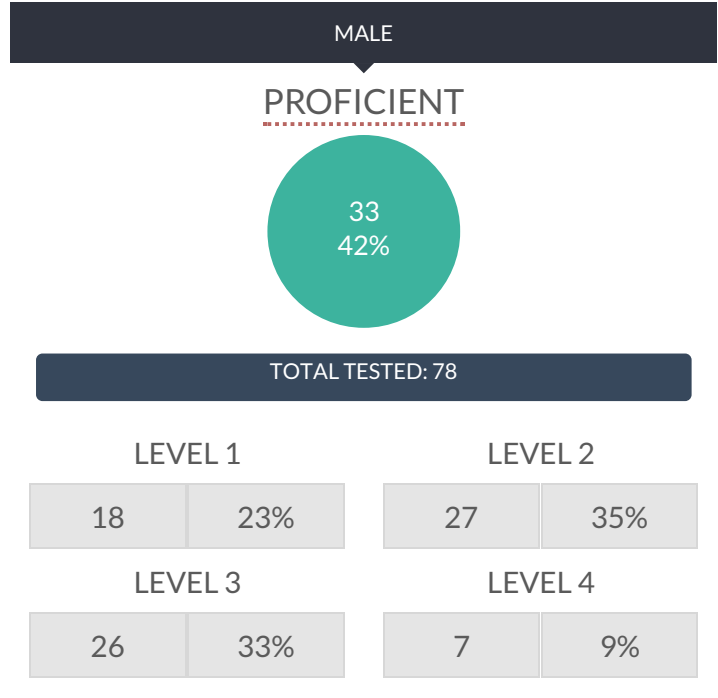 MALE
PROFICIENT
33
42%
TOTAL TESTED: 78
LEVEL 1
18 23%
LEVEL 2
27 35%
LEVEL 3
26 33%
LEVEL 4
7 9%